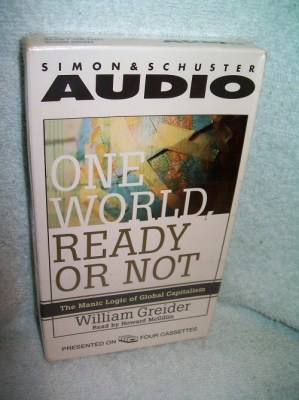 SIMON & SCHUSTER
AUDIO
ONE
WORLD,
READY
OR NOT
The Manic Logic of Global Capitalism
William Greider
Read by Howard McGillin
PRESENTED ON FOUR CASSETTES